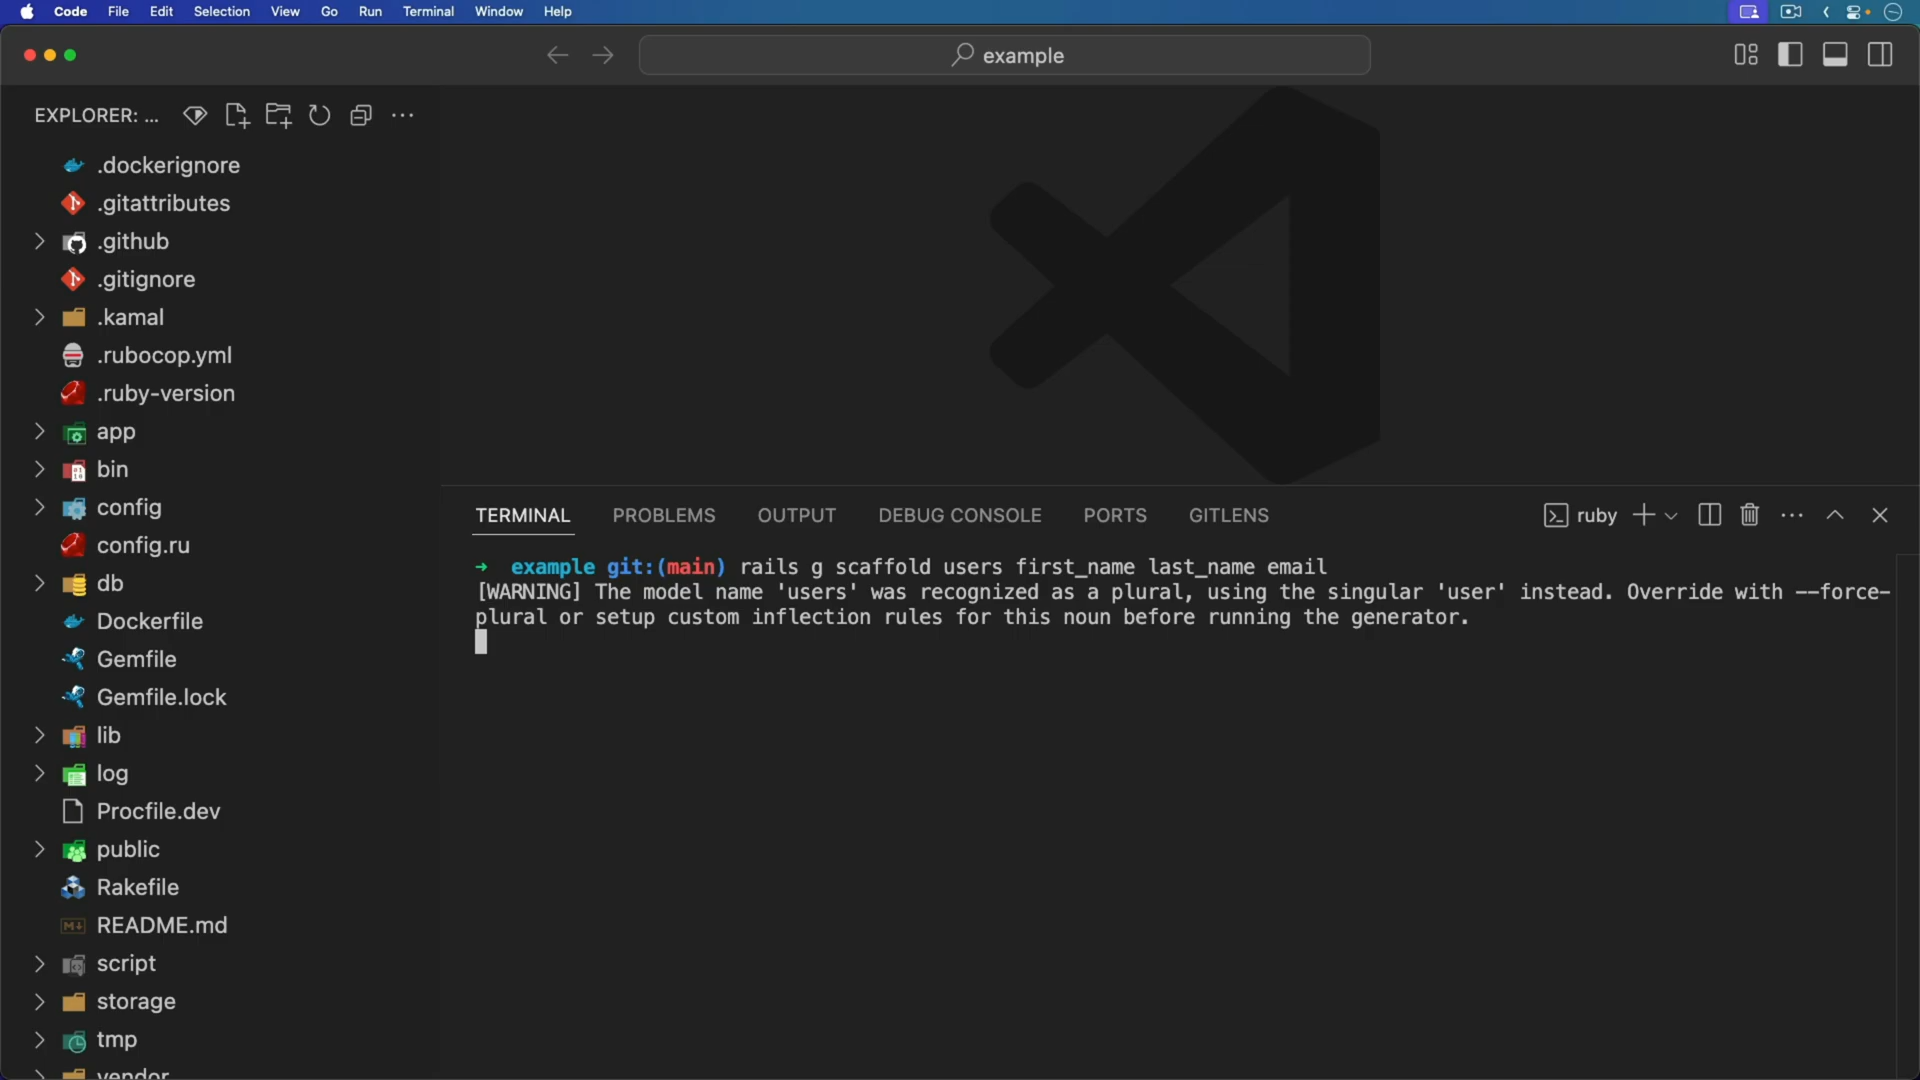 Code File Edit Selection View Go Run Terminal Window Help
example
EXPLORER: ...
.dockerignore
.gitattributes
.github
.gitignore
.kamal
.rubocop.yml
.ruby-version
app
bin
config
config.ru
db
Dockerfile
Gemfile
Gemfile.lock
lib
log
Procfile.dev
public
Rakefile
README.md
script
storage
tmp
vendor
TERMINAL PROBLEMS OUTPUT DEBUG CONSOLE PORTS GITLENS
ruby
➜ example git:(main) rails g scaffold users first_name last_name email
[WARNING] The model name 'users' was recognized as a plural, using the singular 'user' instead. Override with --force-
plural or setup custom inflection rules for this noun before running the generator.